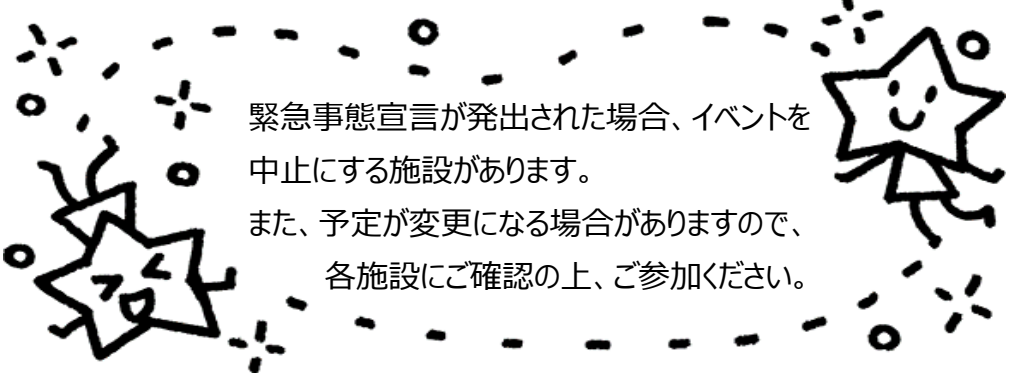 緊急事態宣言が発出された場合、イベントを
中止にする施設があります。
また、予定が変更になる場合がありますので、
各施設にご確認の上、ご参加ください。